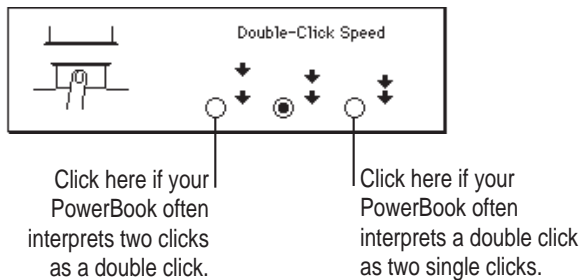 Double-Click Speed
Click here if your
PowerBook often
interprets two clicks
as a double click.
Click here if your
PowerBook often
interprets a double click
as two single clicks.